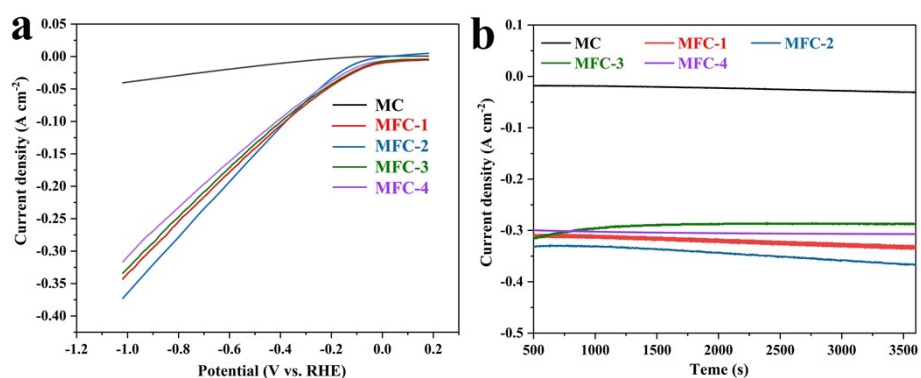 a
0.05
0.00
-0.05
-0.10
-0.15
-0.20
-0.25
-0.30
-0.35
-0.40
Current density (A cm⁻²)
MC
MFC-1
MFC-2
MFC-3
MFC-4
-1.2 -1.0 -0.8 -0.6 -0.4 -0.2 0.0 0.2
Potential (V vs. RHE)
b
0.1
0.0
-0.1
-0.2
-0.3
-0.4
-0.5
Current density (A cm⁻²)
MC MFC-1 MFC-2
MFC-3 MFC-4
500 1000 1500 2000 2500 3000 3500
Teme (s)